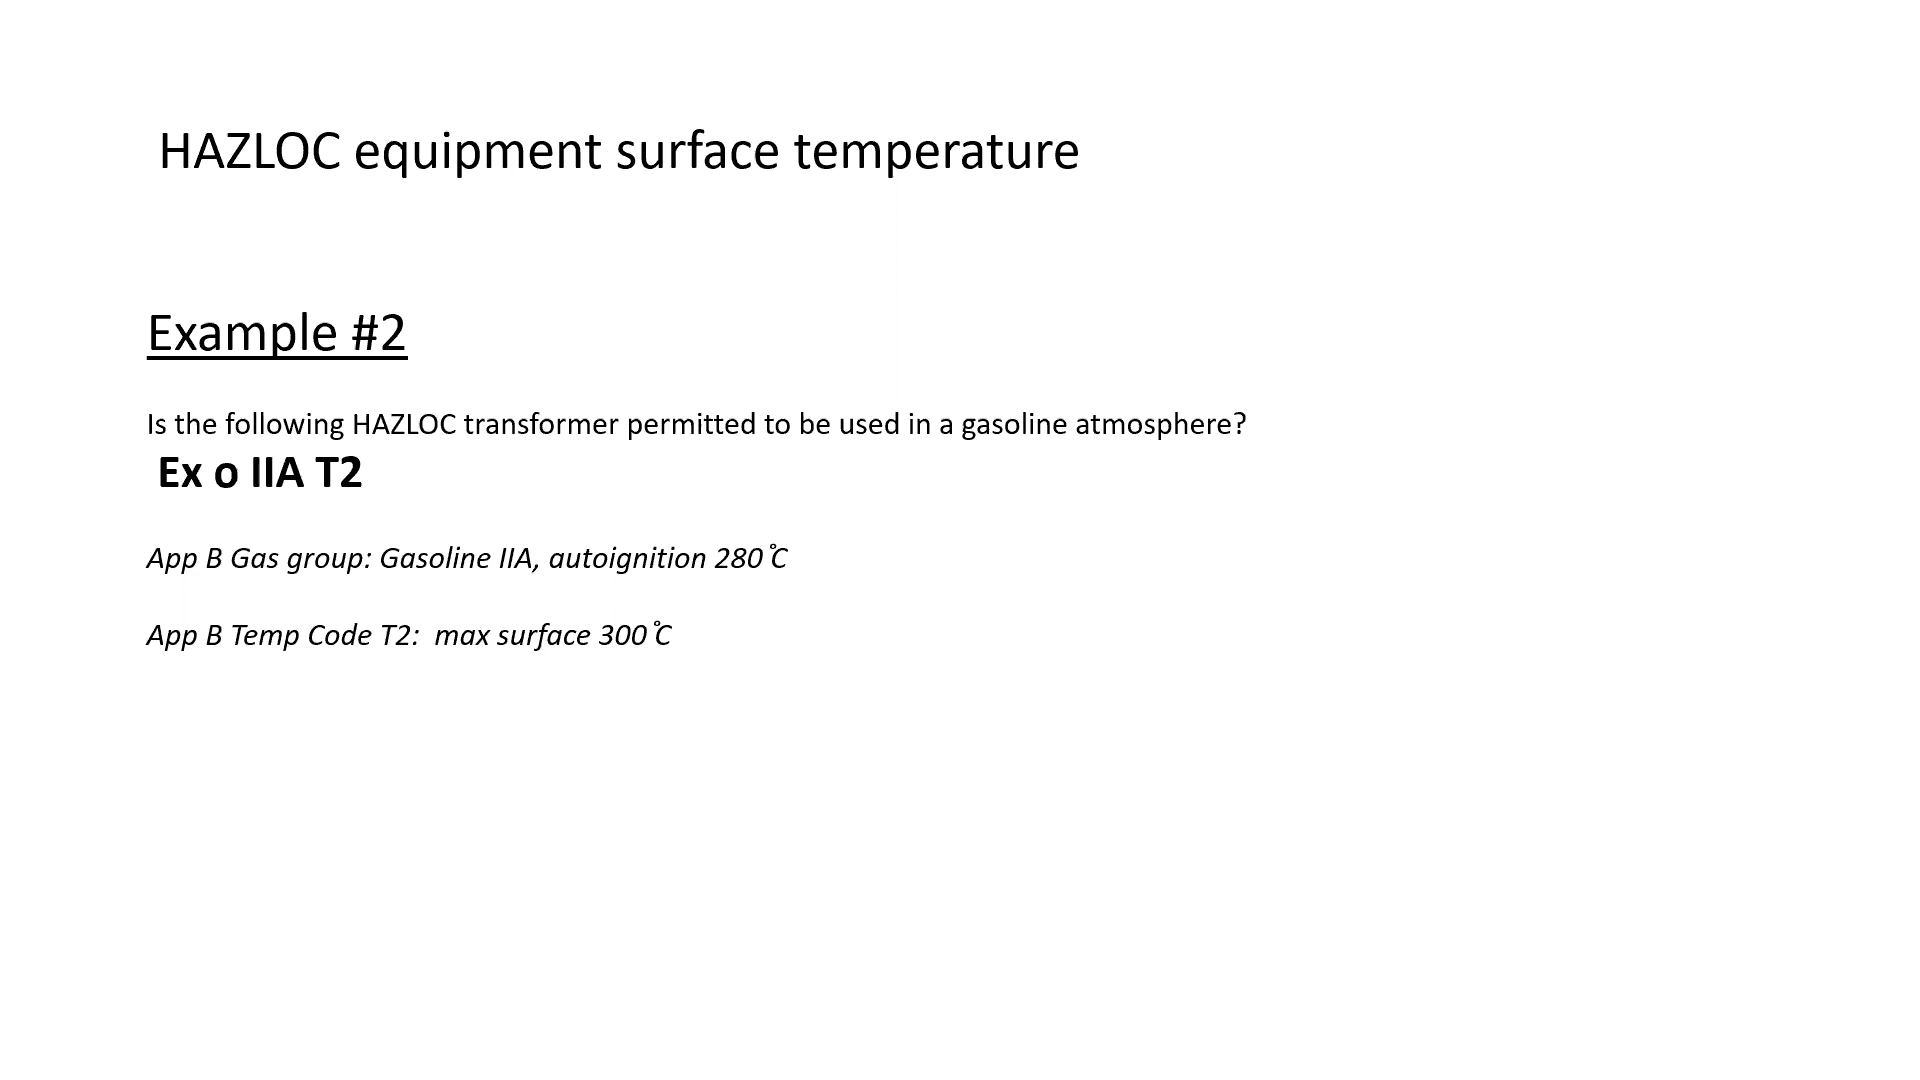 HAZLOC equipment surface temperature
Example #2
Is the following HAZLOC transformer permitted to be used in a gasoline atmosphere?
Ex o IIA T2
App B Gas group: Gasoline IIA, autoignition 280˚C
App B Temp Code T2:  max surface 300˚C